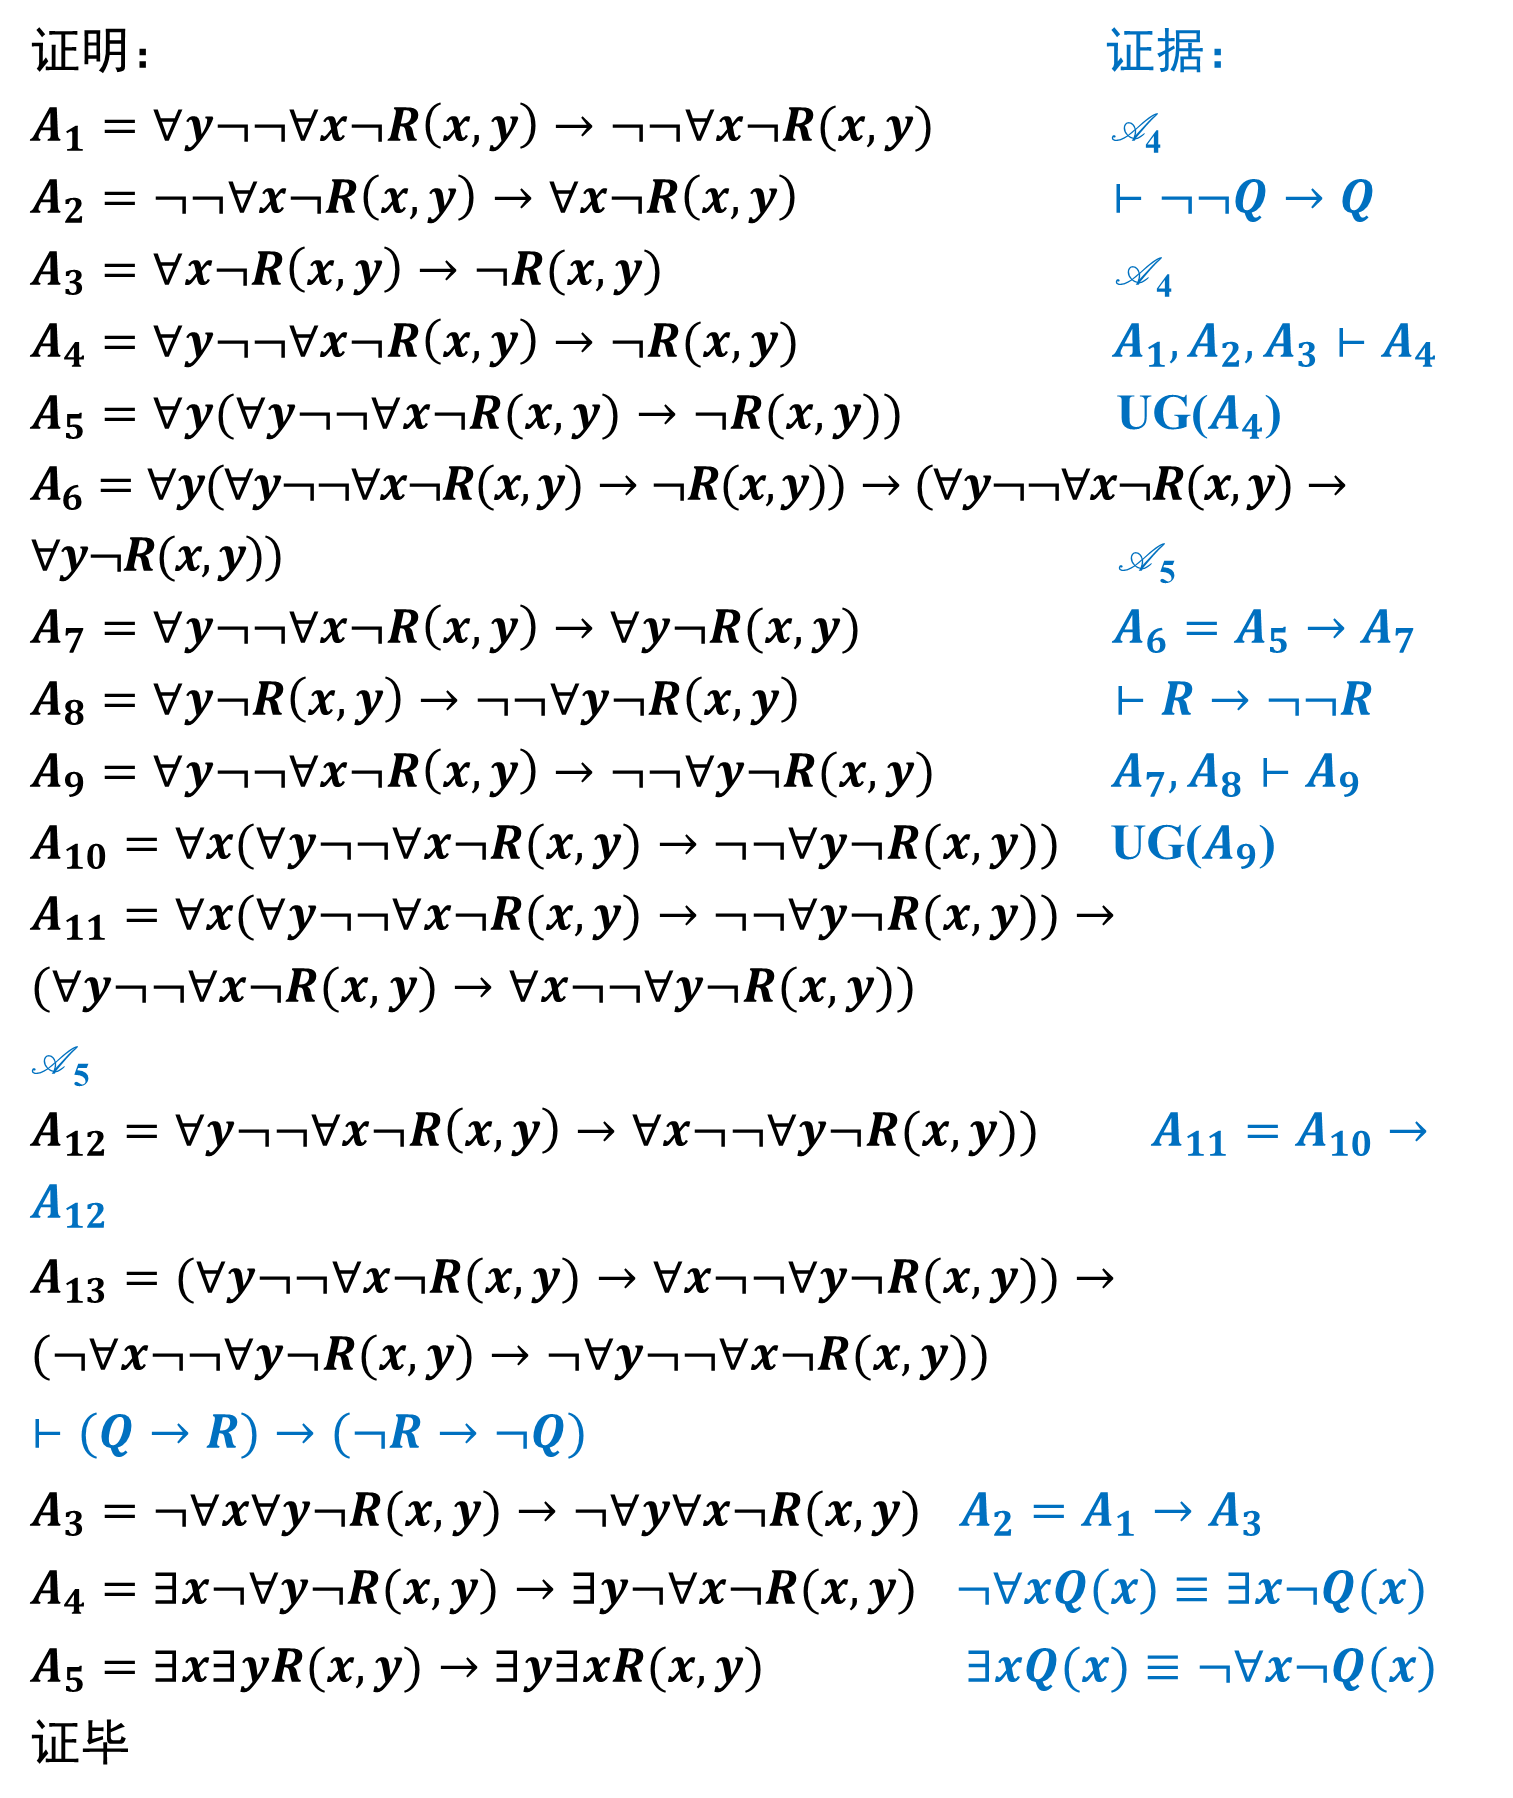 证明： 证据：
A₁ = ∀y¬¬∀x¬R(x, y) → ¬¬∀x¬R(x, y) 𝒜₄
A₂ = ¬¬∀x¬R(x, y) → ∀x¬R(x, y) ⊢ ¬¬Q → Q
A₃ = ∀x¬R(x, y) → ¬R(x, y) 𝒜₄
A₄ = ∀y¬¬∀x¬R(x, y) → ¬R(x, y) A₁, A₂, A₃ ⊢ A₄
A₅ = ∀y(∀y¬¬∀x¬R(x, y) → ¬R(x, y)) UG(A₄)
A₆ = ∀y(∀y¬¬∀x¬R(x, y) → ¬R(x, y)) → (∀y¬¬∀x¬R(x, y) →
∀y¬R(x, y)) 𝒜₅
A₇ = ∀y¬¬∀x¬R(x, y) → ∀y¬R(x, y) A₆ = A₅ → A₇
A₈ = ∀y¬R(x, y) → ¬¬∀y¬R(x, y) ⊢ R → ¬¬R
A₉ = ∀y¬¬∀x¬R(x, y) → ¬¬∀y¬R(x, y) A₇, A₈ ⊢ A₉
A₁₀ = ∀x(∀y¬¬∀x¬R(x, y) → ¬¬∀y¬R(x, y)) UG(A₉)
A₁₁ = ∀x(∀y¬¬∀x¬R(x, y) → ¬¬∀y¬R(x, y)) →
(∀y¬¬∀x¬R(x, y) → ∀x¬¬∀y¬R(x, y))
𝒜₅
A₁₂ = ∀y¬¬∀x¬R(x, y) → ∀x¬¬∀y¬R(x, y)) A₁₁ = A₁₀ →
A₁₂
A₁₃ = (∀y¬¬∀x¬R(x, y) → ∀x¬¬∀y¬R(x, y)) →
(¬∀x¬¬∀y¬R(x, y) → ¬∀y¬¬∀x¬R(x, y))
⊢ (Q → R) → (¬R → ¬Q)
A₃ = ¬∀x∀y¬R(x, y) → ¬∀y∀x¬R(x, y) A₂ = A₁ → A₃
A₄ = ∃x¬∀y¬R(x, y) → ∃y¬∀x¬R(x, y) ¬∀xQ(x) ≡ ∃x¬Q(x)
A₅ = ∃x∃yR(x, y) → ∃y∃xR(x, y) ∃xQ(x) ≡ ¬∀x¬Q(x)
证毕